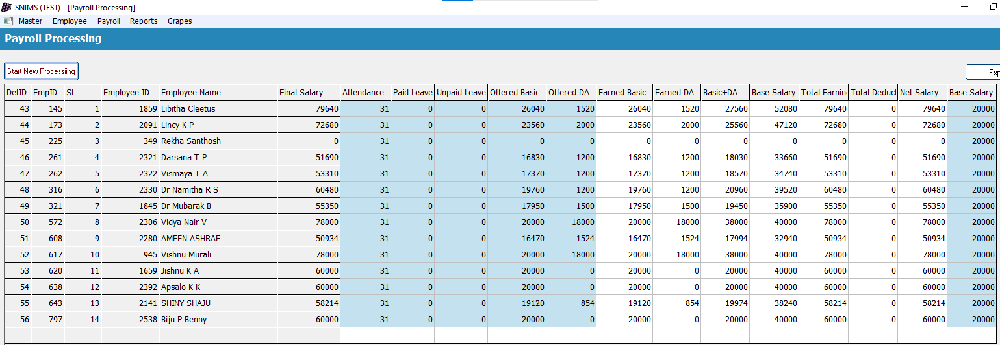 SNIMS (TEST) - [Payroll Processing]
Master Employee Payroll Reports Grapes
Payroll Processing
Start New Processiing
Exp
DetID EmpID Sl Employee ID Employee Name Final Salary Attendance Paid Leave Unpaid Leave Offered Basic Offered DA Earned Basic Earned DA Basic+DA Base Salary Total Earnin Total Deduct Net Salary Base Salary
43 145 1 1859 Libitha Cleetus 79640 31 0 0 26040 1520 26040 1520 27560 52080 79640 0 79640 20000
44 173 2 2091 Lincy K P 72680 31 0 0 23560 2000 23560 2000 25560 47120 72680 0 72680 20000
45 225 3 349 Rekha Santhosh 0 31 0 0 0 0 0 0 0 0 0 0 0 20000
46 261 4 2321 Darsana T P 51690 31 0 0 16830 1200 16830 1200 18030 33660 51690 0 51690 20000
47 262 5 2322 Vismaya T A 53310 31 0 0 17370 1200 17370 1200 18570 34740 53310 0 53310 20000
48 316 6 2330 Dr Namitha R S 60480 31 0 0 19760 1200 19760 1200 20960 39520 60480 0 60480 20000
49 321 7 1845 Dr Mubarak B 55350 31 0 0 17950 1500 17950 1500 19450 35900 55350 0 55350 20000
50 572 8 2306 Vidya Nair V 78000 31 0 0 20000 18000 20000 18000 38000 40000 78000 0 78000 20000
51 608 9 2280 AMEEN ASHRAF 50934 31 0 0 16470 1524 16470 1524 17994 32940 50934 0 50934 20000
52 617 10 945 Vishnu Murali 78000 31 0 0 20000 18000 20000 18000 38000 40000 78000 0 78000 20000
53 620 11 1659 Jishnu K A 60000 31 0 0 20000 0 20000 0 20000 40000 60000 0 60000 20000
54 638 12 2392 Apsalo K K 60000 31 0 0 20000 0 20000 0 20000 40000 60000 0 60000 20000
55 643 13 2141 SHINY SHAJU 58214 31 0 0 19120 854 19120 854 19974 38240 58214 0 58214 20000
56 797 14 2538 Biju P Benny 60000 31 0 0 20000 0 20000 0 20000 40000 60000 0 60000 20000